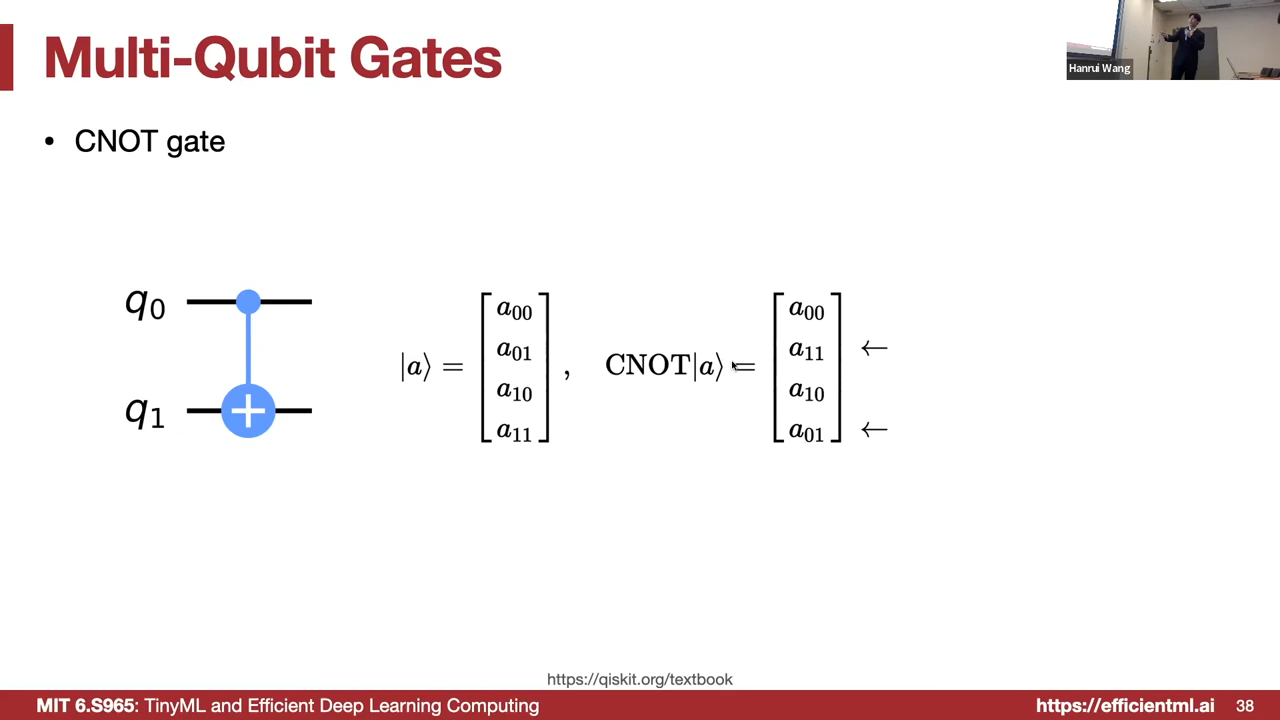 Multi-Qubit Gates
Hanrui Wang
• CNOT gate
q₀
q₁
|a⟩ = [a₀₀ a₀₁ a₁₀ a₁₁], CNOT|a⟩ = [a₀₀ a₁₁ a₁₀ a₀₁] ← ←
https://qiskit.org/textbook
MIT 6.S965: TinyML and Efficient Deep Learning Computing
https://efficientml.ai 38